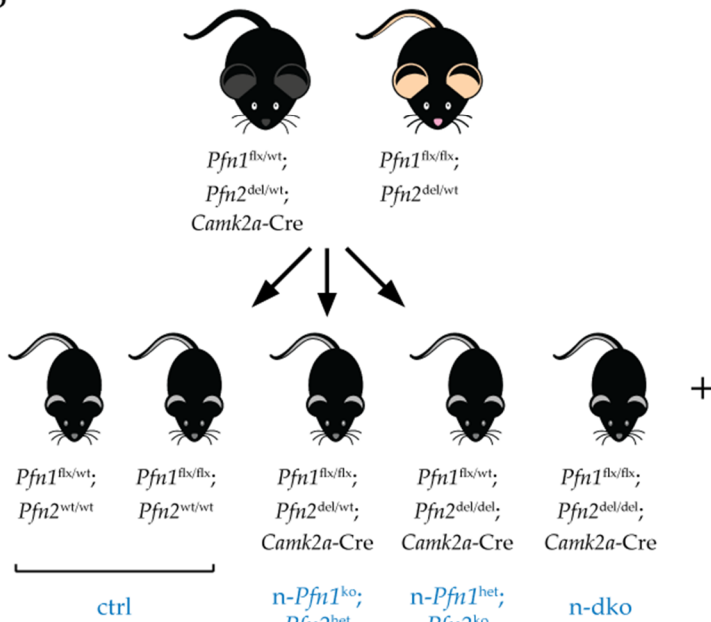 Pfn1flx/wt;
Pfn2del/wt;
Camk2a-Cre
Pfn1flx/flx;
Pfn2del/wt
Pfn1flx/wt;
Pfn2wt/wt
Pfn1flx/flx;
Pfn2wt/wt
Pfn1flx/flx;
Pfn2del/wt;
Camk2a-Cre
Pfn1flx/wt;
Pfn2del/del;
Camk2a-Cre
Pfn1flx/flx;
Pfn2del/del;
Camk2a-Cre
+
ctrl
n-Pfn1ko;
Pfn2het
n-Pfn1het;
Pfn2ko
n-dko